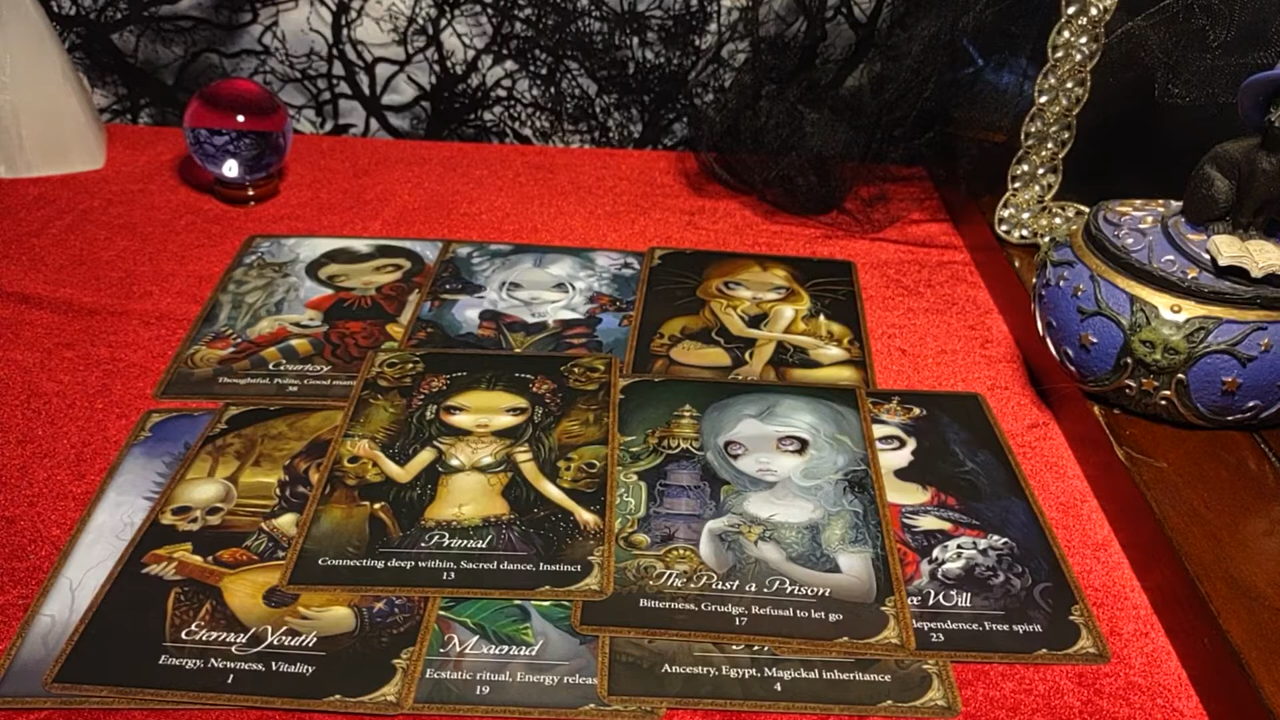 Courtesy
Thoughtful, Polite, Good man
38
Primal
Connecting deep within, Sacred dance, Instinct
13
The Past a Prison
Bitterness, Grudge, Refusal to let go
17
Will
dependence, Free spirit
23
Eternal Youth
Energy, Newness, Vitality
1
Maenad
Ecstatic ritual, Energy releas
19
Ancestry, Egypt, Magickal inheritance
4